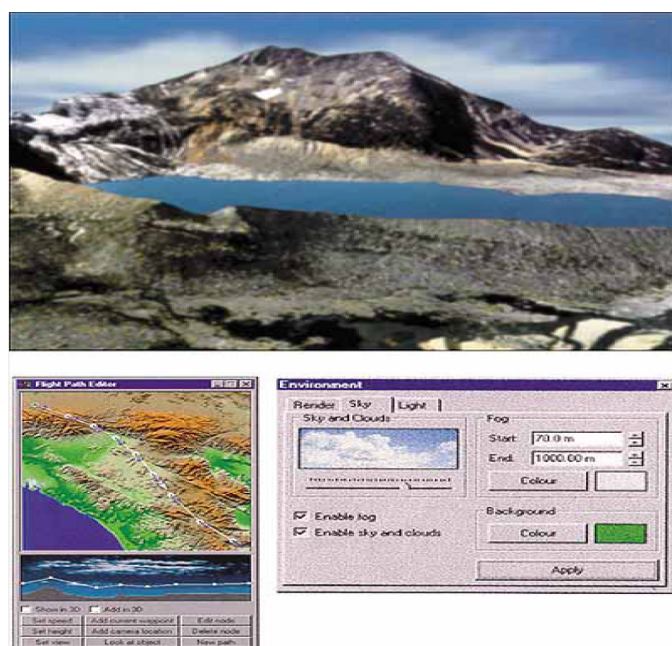 Flight Path Editor
Show in 3D Add in 3D
Set speed Add current waypoint Edit node
Set height Add camera location Delete node
Set view Look at object New path
Environment
Render Sky Light
Sky and Clouds
Enable fog
Enable sky and clouds
Fog
Start: 70.0 m
End: 1000.00 m
Colour
Background
Colour
Apply